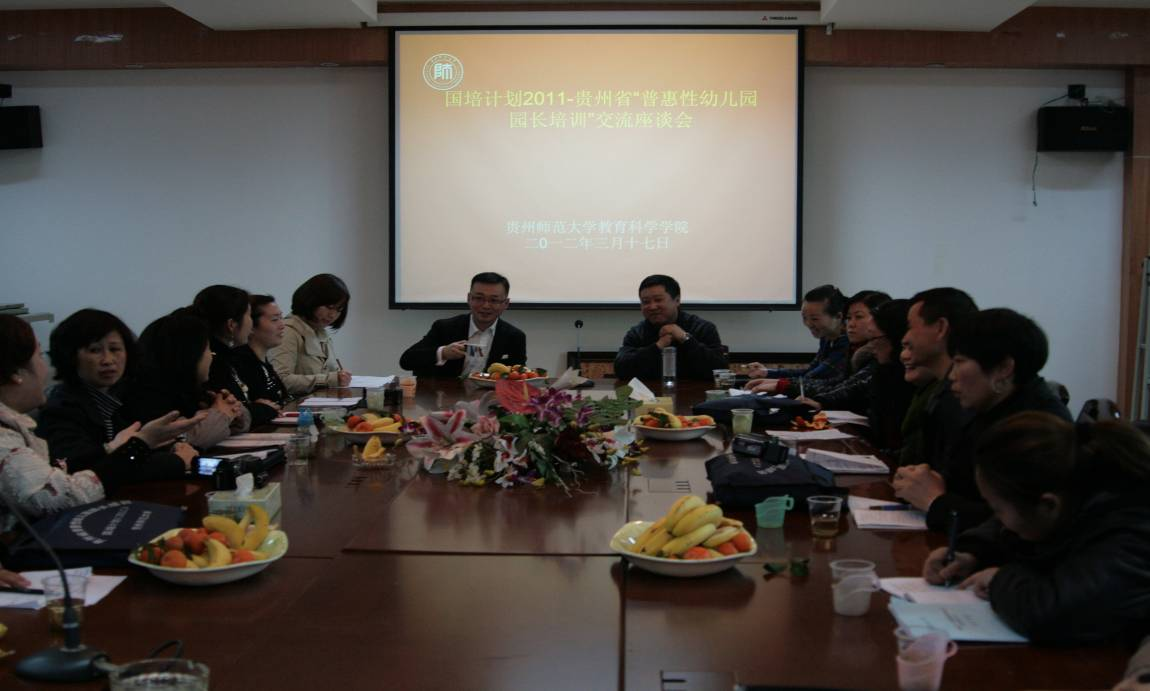 師
国培计划2011-贵州省“普惠性幼儿园
园长培训”交流座谈会
贵州师范大学教育科学学院
二0一二年三月十七日